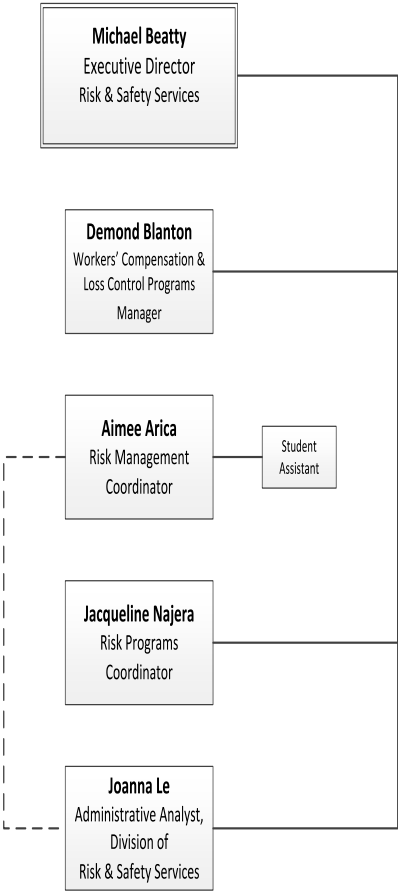 Michael Beatty
Executive Director
Risk & Safety Services
Demond Blanton
Workers’ Compensation &
Loss Control Programs
Manager
Aimee Arica
Risk Management
Coordinator
Student
Assistant
Jacqueline Najera
Risk Programs
Coordinator
Joanna Le
Administrative Analyst,
Division of
Risk & Safety Services